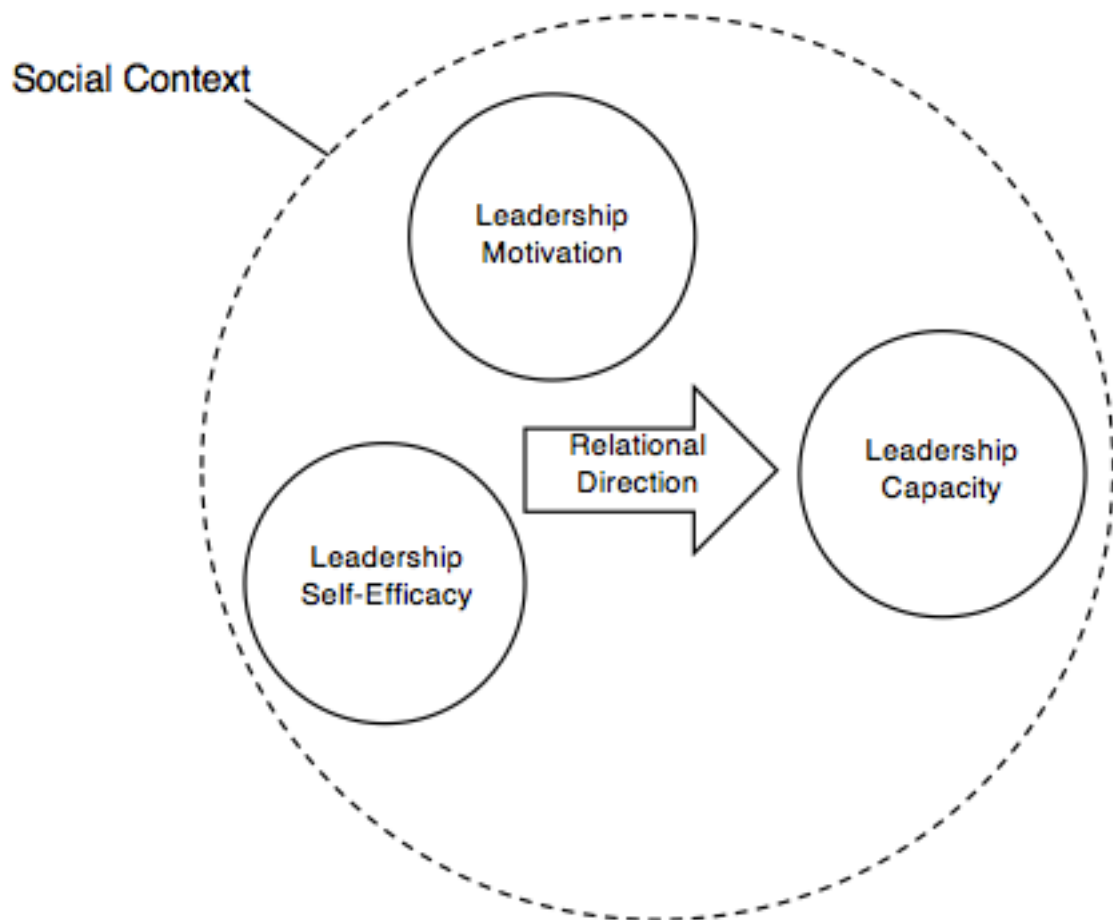 Social Context
Leadership
Motivation
Relational
Direction
Leadership
Capacity
Leadership
Self-Efficacy